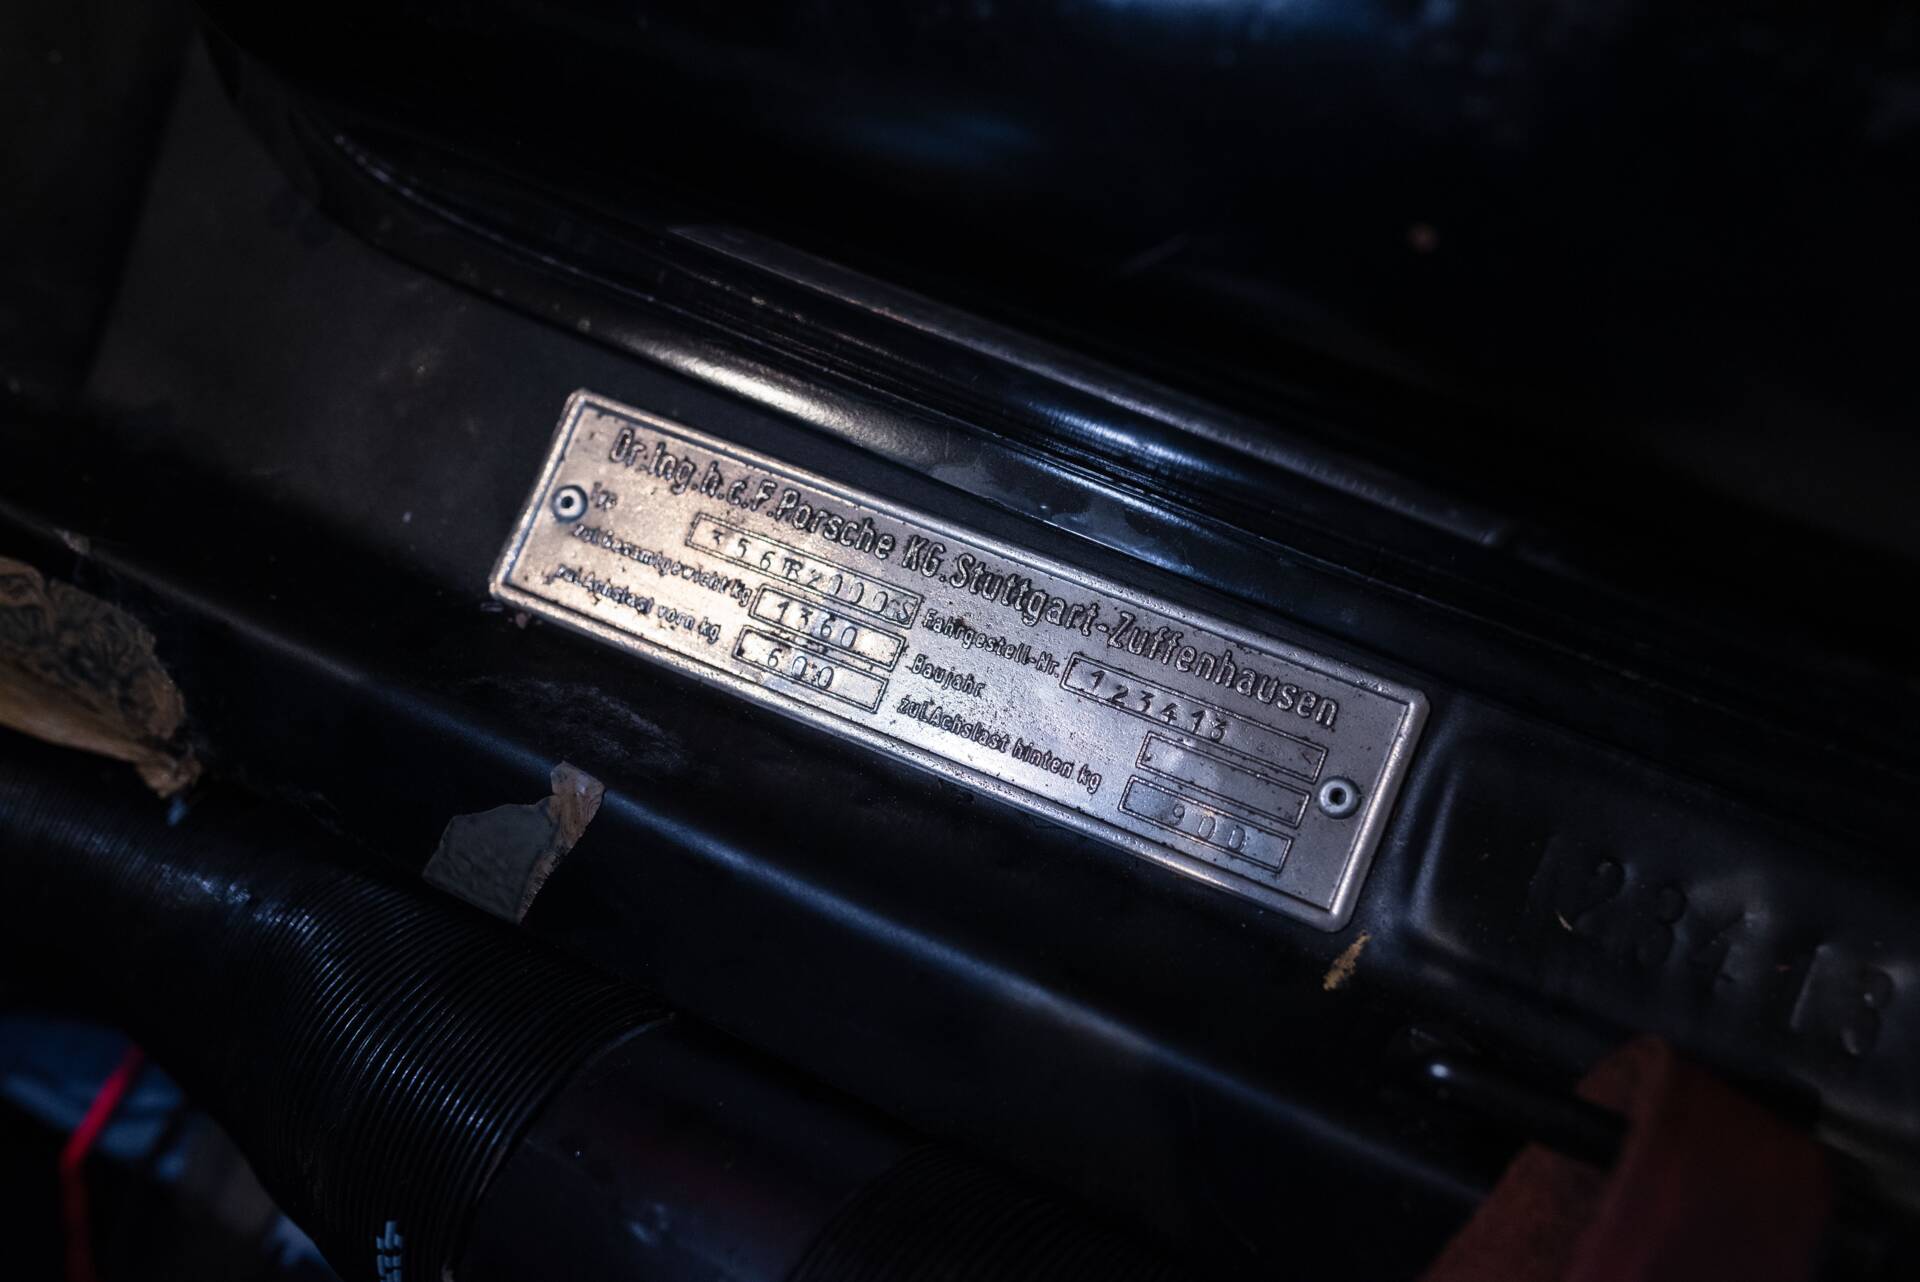 Dr. Ing. h. c. F. Porsche KG. Stuttgart-Zuffenhausen
Typ 356B2000GS Fahrgestell-Nr. 123413
zul. Gesamtgewicht kg 1360 Baujahr
zul. Achslast vorn kg 600 zul. Achslast hinten kg 900
123413